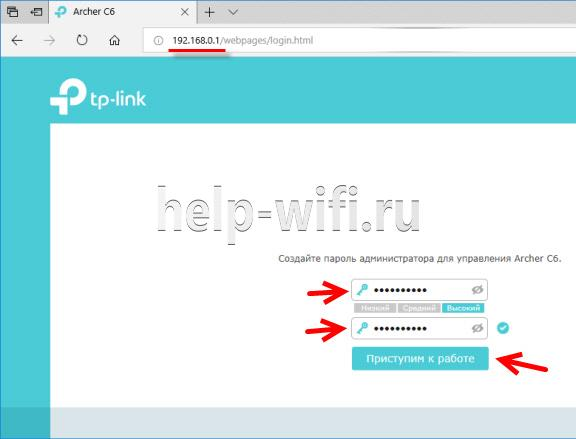 Archer C6
192.168.0.1/webpages/login.html
tp-link
help-wifi.ru
Создайте пароль администратора для управления Archer C6.
••••••••••
Низкий Средний Высокий
••••••••••
Приступим к работе